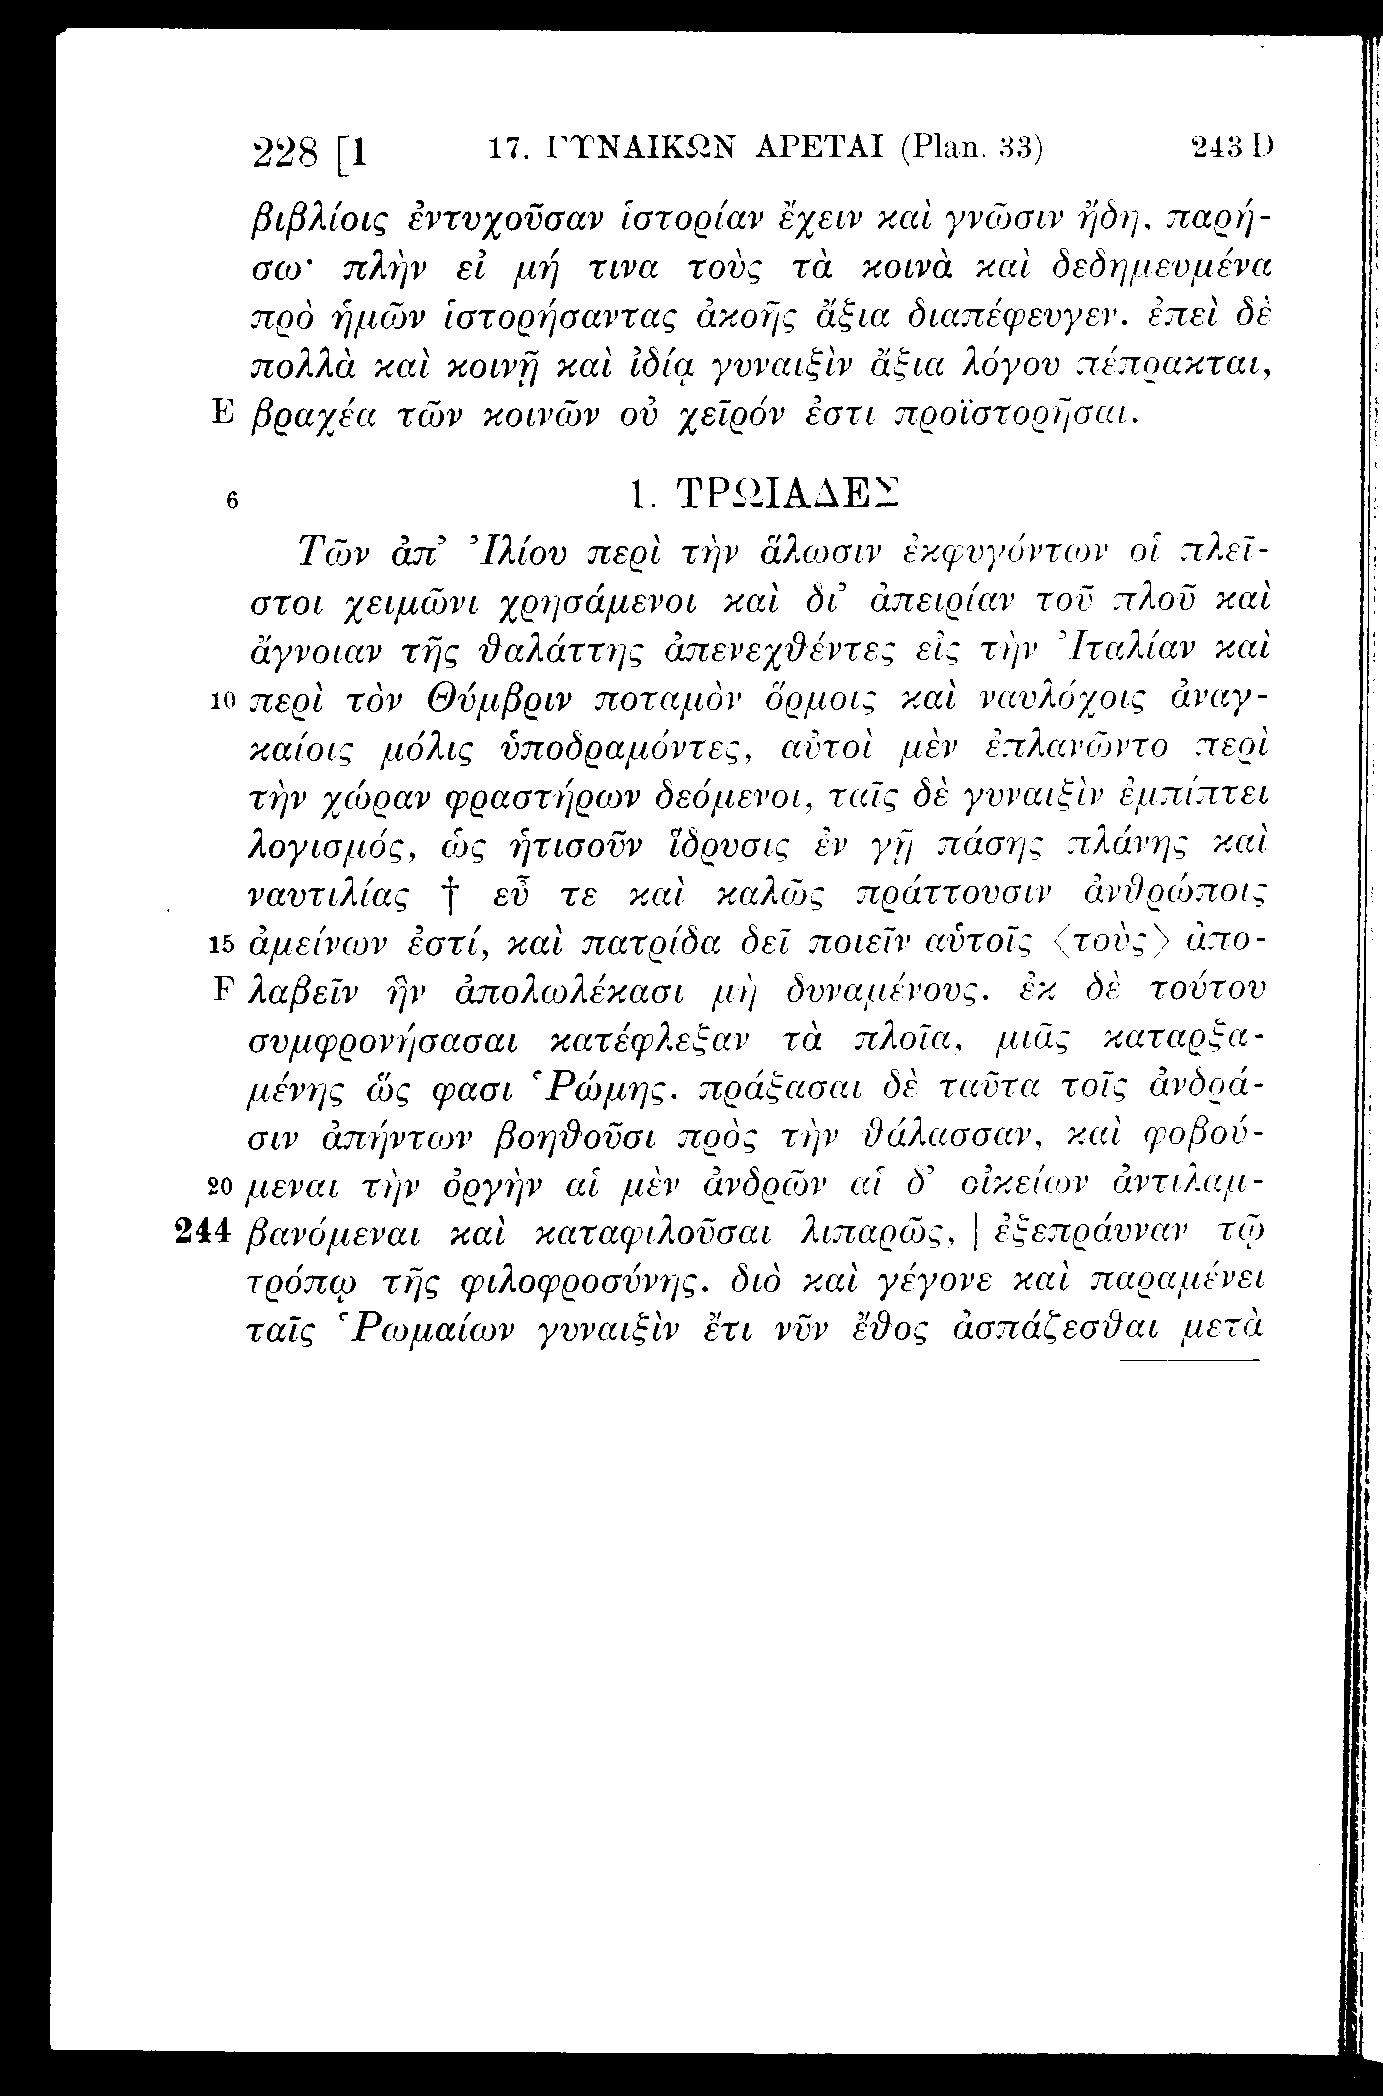 228 [1 17. ΓΥΝΑΙΚΩΝ ΑΡΕΤΑΙ (Plan. 33) 243 D
βιβλίοις ἐντυχοῦσαν ἱστορίαν ἔχειν καὶ γνῶσιν ἤδη, παρή-
σω· πλὴν εἰ μή τινα τοὺς τὰ κοινὰ καὶ δεδημευμένα
πρὸ ἡμῶν ἱστορήσαντας ἀκοῆς ἄξια διαπέφευγεν. ἐπεὶ δὲ
πολλὰ καὶ κοινῇ καὶ ἰδίᾳ γυναιξὶν ἄξια λόγου πέπρακται,
E βραχέα τῶν κοινῶν οὐ χεῖρόν ἐστι προϊστορῆσαι.
6 1. ΤΡΩΙΑΔΕΣ
Τῶν ἀπ’ Ἰλίου περὶ τὴν ἅλωσιν ἐκφυγόντων οἱ πλεῖ-
στοι χειμῶνι χρησάμενοι καὶ δι’ ἀπειρίαν τοῦ πλοῦ καὶ
ἄγνοιαν τῆς θαλάττης ἀπενεχθέντες εἰς τὴν Ἰταλίαν καὶ
10 περὶ τὸν Θύμβριν ποταμὸν ὅρμοις καὶ ναυλόχοις ἀναγ-
καίοις μόλις ὑποδραμόντες, αὐτοὶ μὲν ἐπλανῶντο περὶ
τὴν χώραν φραστήρων δεόμενοι, ταῖς δὲ γυναιξὶν ἐμπίπτει
λογισμός, ὡς ἡτισοῦν ἵδρυσις ἐν γῇ πάσης πλάνης καὶ
ναυτιλίας † εὖ τε καὶ καλῶς πράττουσιν ἀνθρώποις
15 ἀμείνων ἐστί, καὶ πατρίδα δεῖ ποιεῖν αὑτοῖς ⟨τοὺς⟩ ἀπο-
F λαβεῖν ἣν ἀπολωλέκασι μὴ δυναμένους. ἐκ δὲ τούτου
συμφρονήσασαι κατέφλεξαν τὰ πλοῖα, μιᾶς καταρξα-
μένης ὥς φασι Ῥώμης. πράξασαι δὲ ταῦτα τοῖς ἀνδρά-
σιν ἀπήντων βοηθοῦσι πρὸς τὴν θάλασσαν, καὶ φοβού-
20 μεναι τὴν ὀργὴν αἱ μὲν ἀνδρῶν αἱ δ’ οἰκείων ἀντιλαμ-
244 βανόμεναι καὶ καταφιλοῦσαι λιπαρῶς, | ἐξεπράυναν τῷ
τρόπῳ τῆς φιλοφροσύνης. διὸ καὶ γέγονε καὶ παραμένει
ταῖς Ῥωμαίων γυναιξὶν ἔτι νῦν ἔθος ἀσπάζεσθαι μετὰ